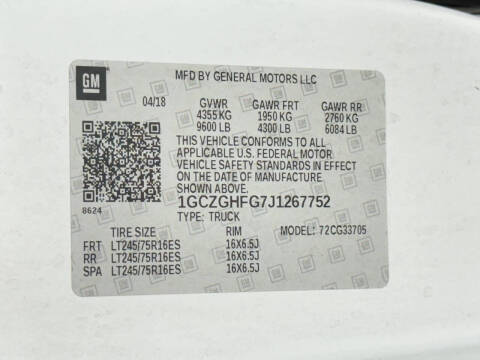 GM
MFD BY GENERAL MOTORS LLC
04/18 GVWR GAWR FRT GAWR RR
4355KG 1950 KG 2760 KG
9600 LB 4300 LB 6084 LB
THIS VEHICLE CONFORMS TO ALL
APPLICABLE U.S. FEDERAL MOTOR
VEHICLE SAFETY STANDARDS IN EFFECT
ON THE DATE OF MANUFACTURE
SHOWN ABOVE.
8624 1GCZGHFG7J1267752
TYPE: TRUCK
TIRE SIZE RIM MODEL: 72CG33705
FRT LT245/75R16ES 16X6.5J
RR LT245/75R16ES 16X6.5J
SPA LT245/75R16ES 16X6.5J